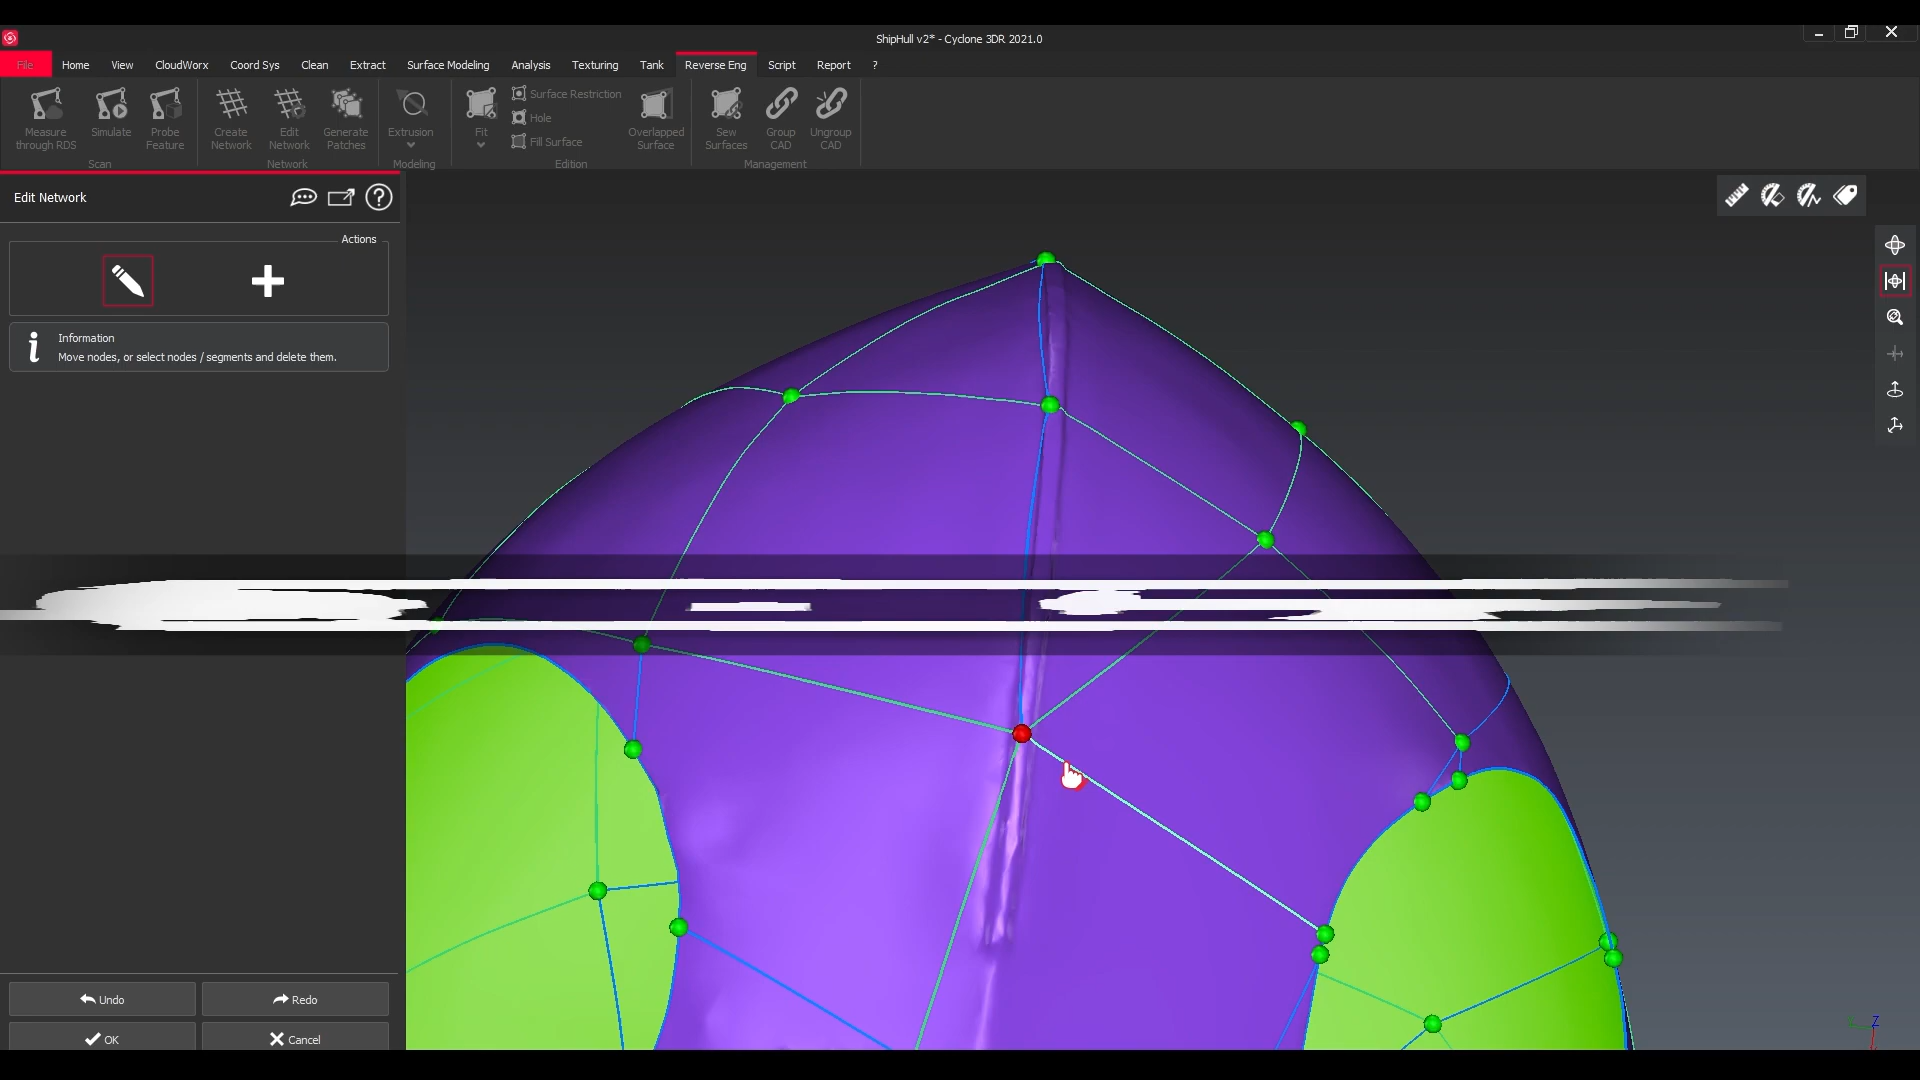 ShipHull v2* - Cyclone 3DR 2021.0
File Home View CloudWorx Coord Sys Clean Extract Surface Modeling Analysis Texturing Tank Reverse Eng Script Report ?
Measure through RDS
Simulate
Probe Feature
Scan
Create Network
Edit Network
Generate Patches
Network
Extrusion
Modeling
Fit
Surface Restriction
Hole
Fill Surface
Overlapped Surface
Edition
Sew Surfaces
Group CAD
Ungroup CAD
Management
Edit Network
Actions
Information
Move nodes, or select nodes / segments and delete them.
Undo
Redo
OK
Cancel
Z